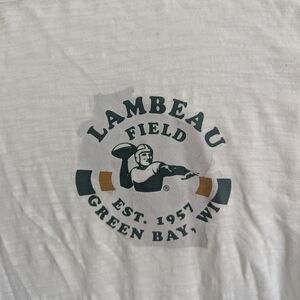 LAMBEAU
FIELD
®
EST. 1957
GREEN BAY, WI